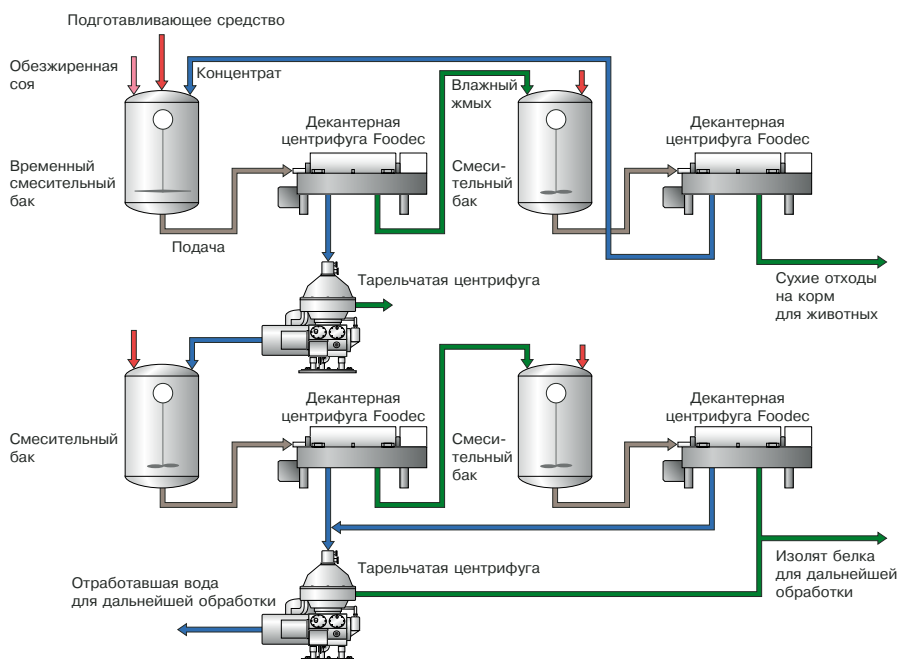 Подготавливающее средство
Обезжиренная
соя
Концентрат
Влажный
жмых
Декантерная
центрифуга Foodec
Декантерная
центрифуга Foodec
Временный
смесительный
бак
Смеси-
тельный
бак
Подача
Тарельчатая центрифуга
Сухие отходы
на корм
для животных
Декантерная
центрифуга Foodec
Декантерная
центрифуга Foodec
Смесительный
бак
Смеси-
тельный
бак
Тарельчатая центрифуга
Изолят белка
для дальнейшей
обработки
Отработавшая вода
для дальнейшей обработки